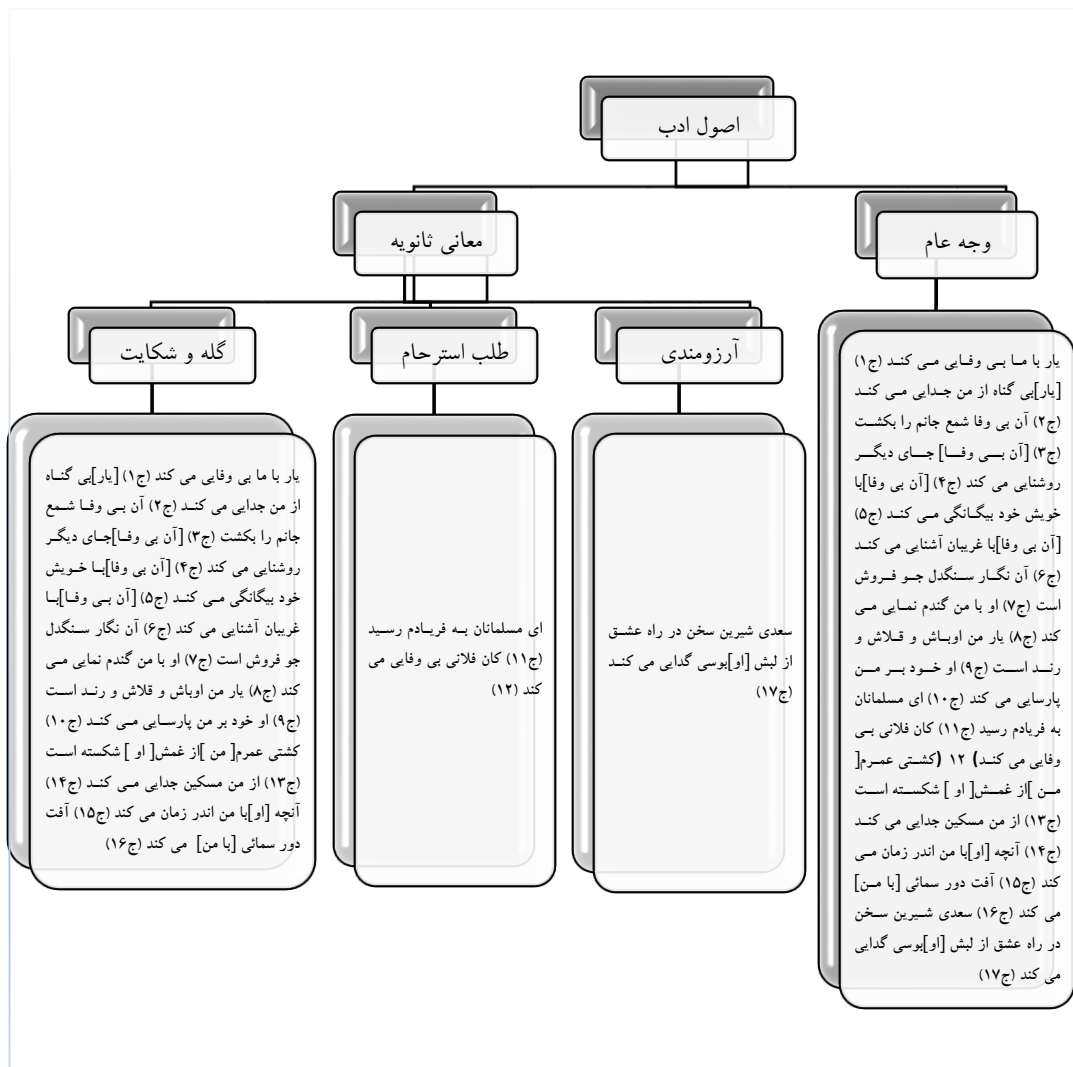 اصول ادب
وجه عام
معانی ثانویه
آرزومندی
طلب استرحام
گله و شکایت
یار با ما بی وفایی می کند (ج۱)
[یار]بی گناه از من جدایی می کند
(ج۲) آن بی وفا شمع جانم را بکشت
(ج۳) [آن بی وفا] جای دیگر
روشنایی می کند (ج۴) [آن بی وفا]با
خویش خود بیگانگی می کند (ج۵)
[آن بی وفا]با غریبان آشنایی می کند
(ج۶) آن نگار سنگدل جو فروش
است (ج۷) او با من گندم نمایی می
کند (ج۸) یار من اوباش و قلاش و
رند است (ج۹) او خود بر من
پارسایی می کند (ج۱۰) ای مسلمانان
به فریادم رسید (ج۱۱) کان فلانی بی
وفایی می کند) ۱۲ (کشتی عمرم[
من ]از غمش[ او ] شکسته است
(ج۱۳) از من مسکین جدایی می کند
(ج۱۴) آنچه [او]با من اندر زمان می
کند (ج۱۵) آفت دور سمائی [با من]
می کند (ج۱۶) سعدی شیرین سخن
در راه عشق از لبش [او]بوسی گدایی
می کند (ج۱۷)
سعدی شیرین سخن در راه عشق
از لبش [او]بوسی گدایی می کند
(ج۱۷)
ای مسلمانان به فریادم رسید
(ج۱۱) کان فلانی بی وفایی می
کند (۱۲)
یار با ما بی وفایی می کند (ج۱) [یار]بی گناه
از من جدایی می کند (ج۲) آن بی وفا شمع
جانم را بکشت (ج۳) [آن بی وفا]جای دیگر
روشنایی می کند (ج۴) [آن بی وفا]با خویش
خود بیگانگی می کند (ج۵) [آن بی وفا]با
غریبان آشنایی می کند (ج۶) آن نگار سنگدل
جو فروش است (ج۷) او با من گندم نمایی می
کند (ج۸) یار من اوباش و قلاش و رند است
(ج۹) او خود بر من پارسایی می کند (ج۱۰)
کشتی عمرم[ من ]از غمش[ او ] شکسته است
(ج۱۳) از من مسکین جدایی می کند (ج۱۴)
آنچه [او]با من اندر زمان می کند (ج۱۵) آفت
دور سمائی [با من] می کند (ج۱۶)